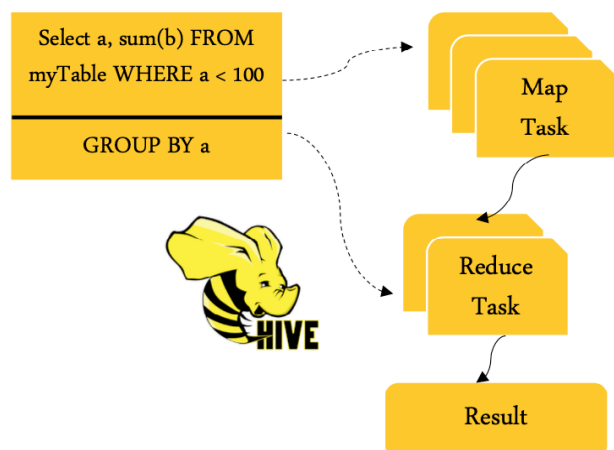 Select a, sum(b) FROM
myTable WHERE a < 100
GROUP BY a
Map
Task
Reduce
Task
HIVE
Result